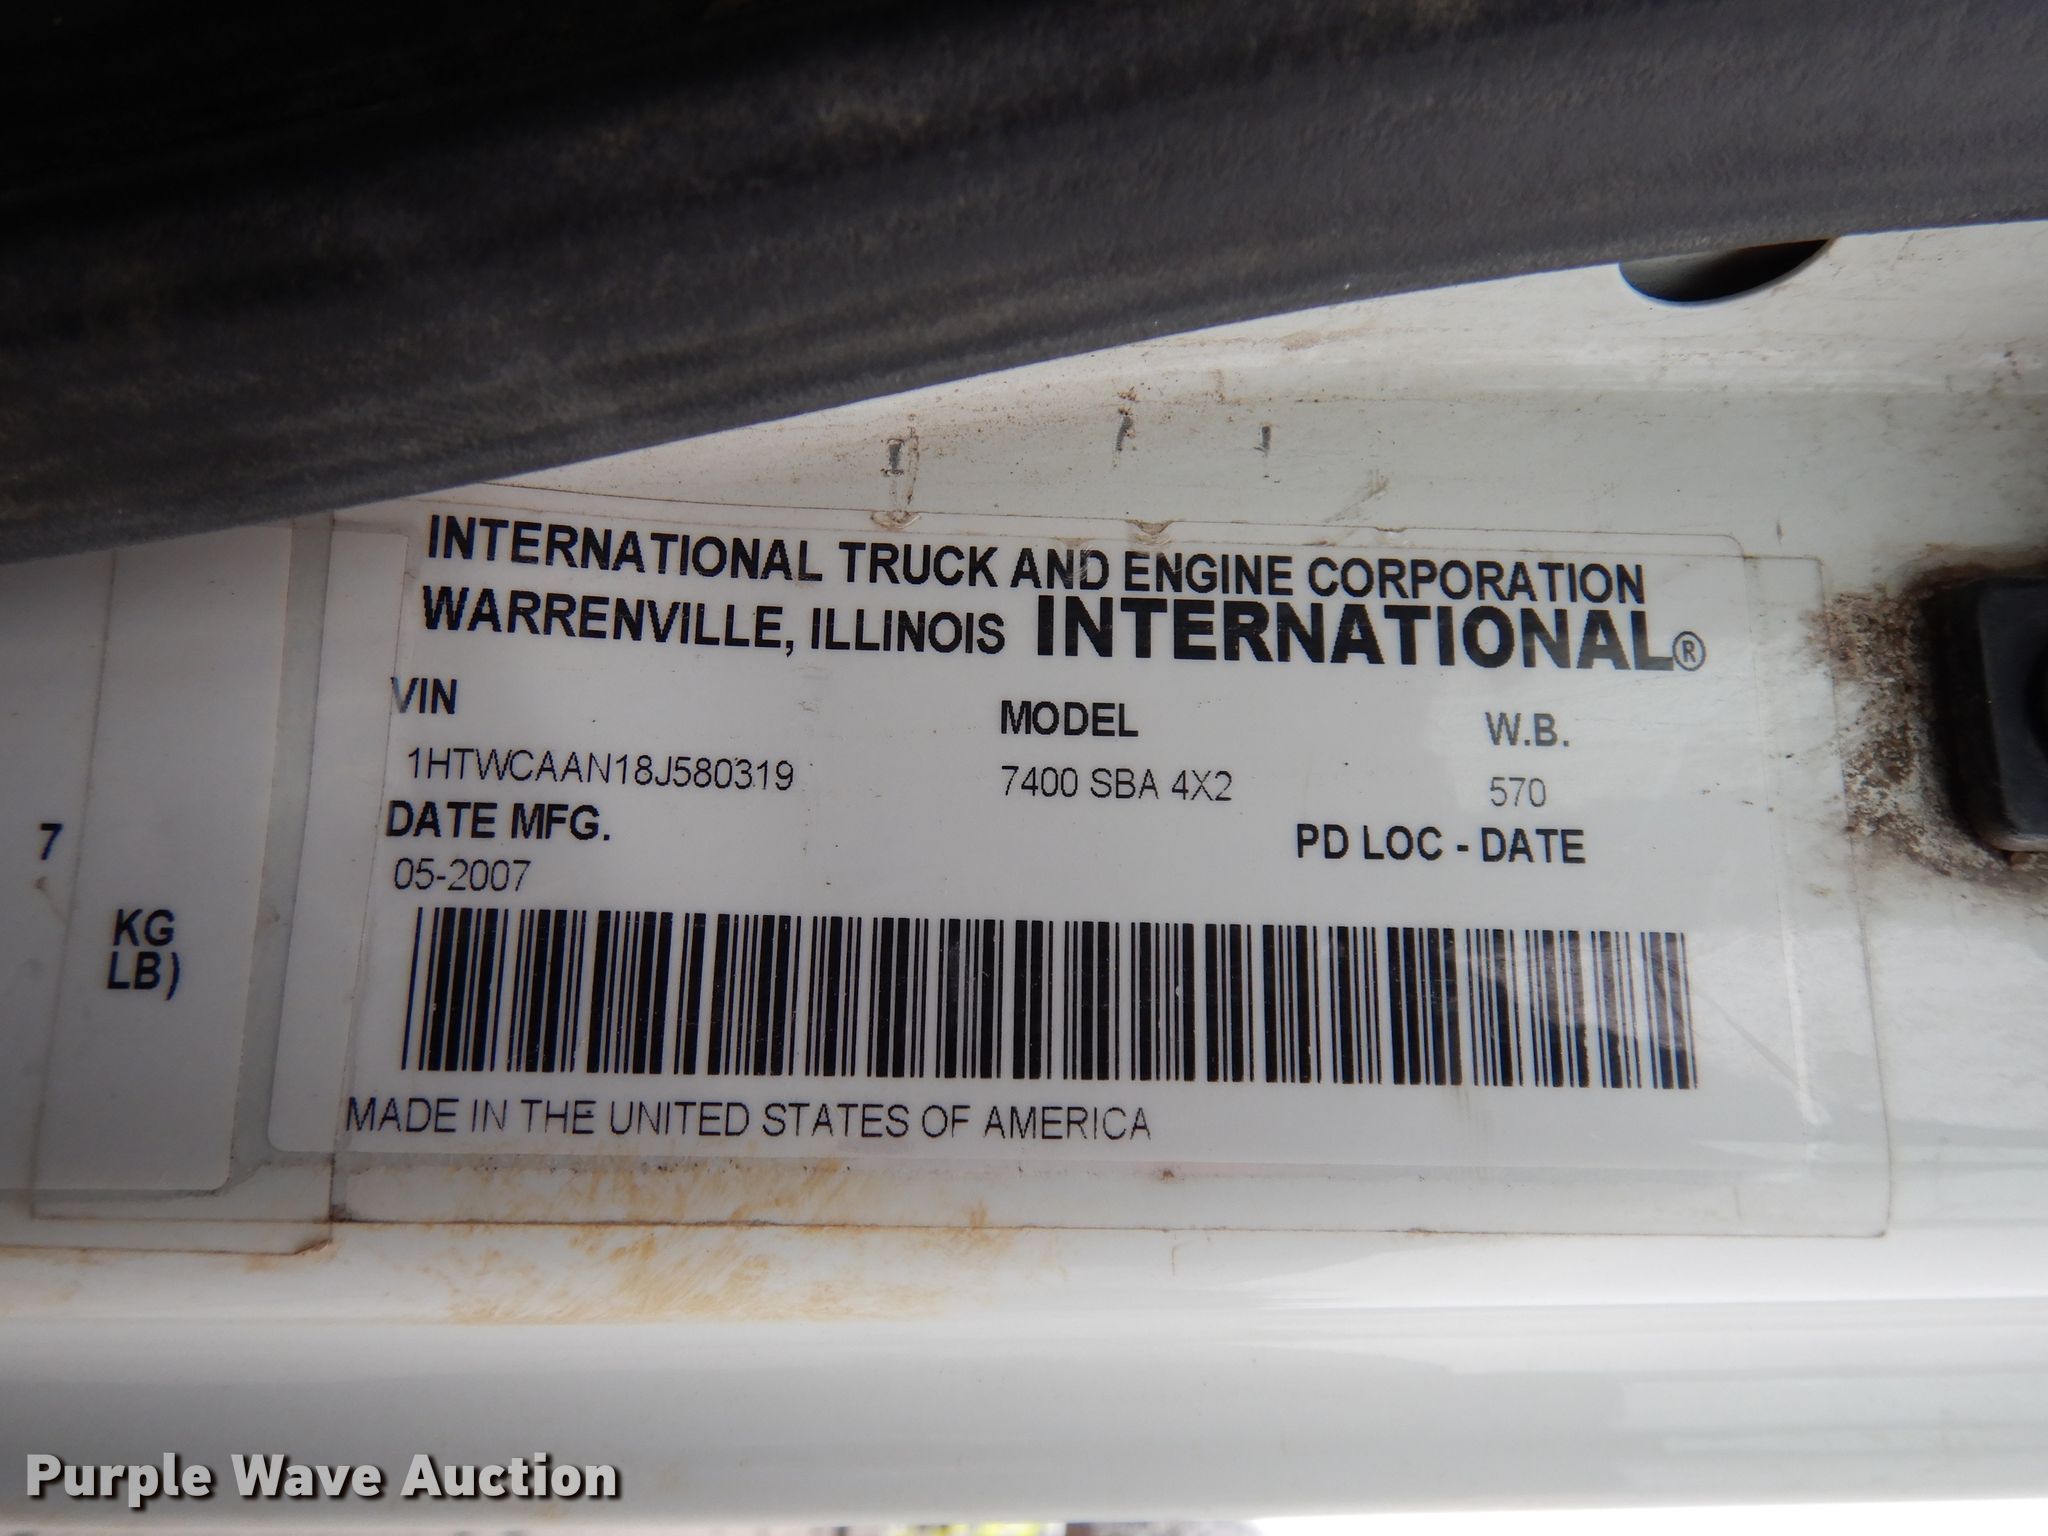 INTERNATIONAL TRUCK AND ENGINE CORPORATION
WARRENVILLE, ILLINOIS INTERNATIONAL®
VIN MODEL W.B.
1HTWCAAN18J580319 7400 SBA 4X2 570
DATE MFG. PD LOC - DATE
05-2007
MADE IN THE UNITED STATES OF AMERICA
7
KG
LB)
Purple Wave Auction